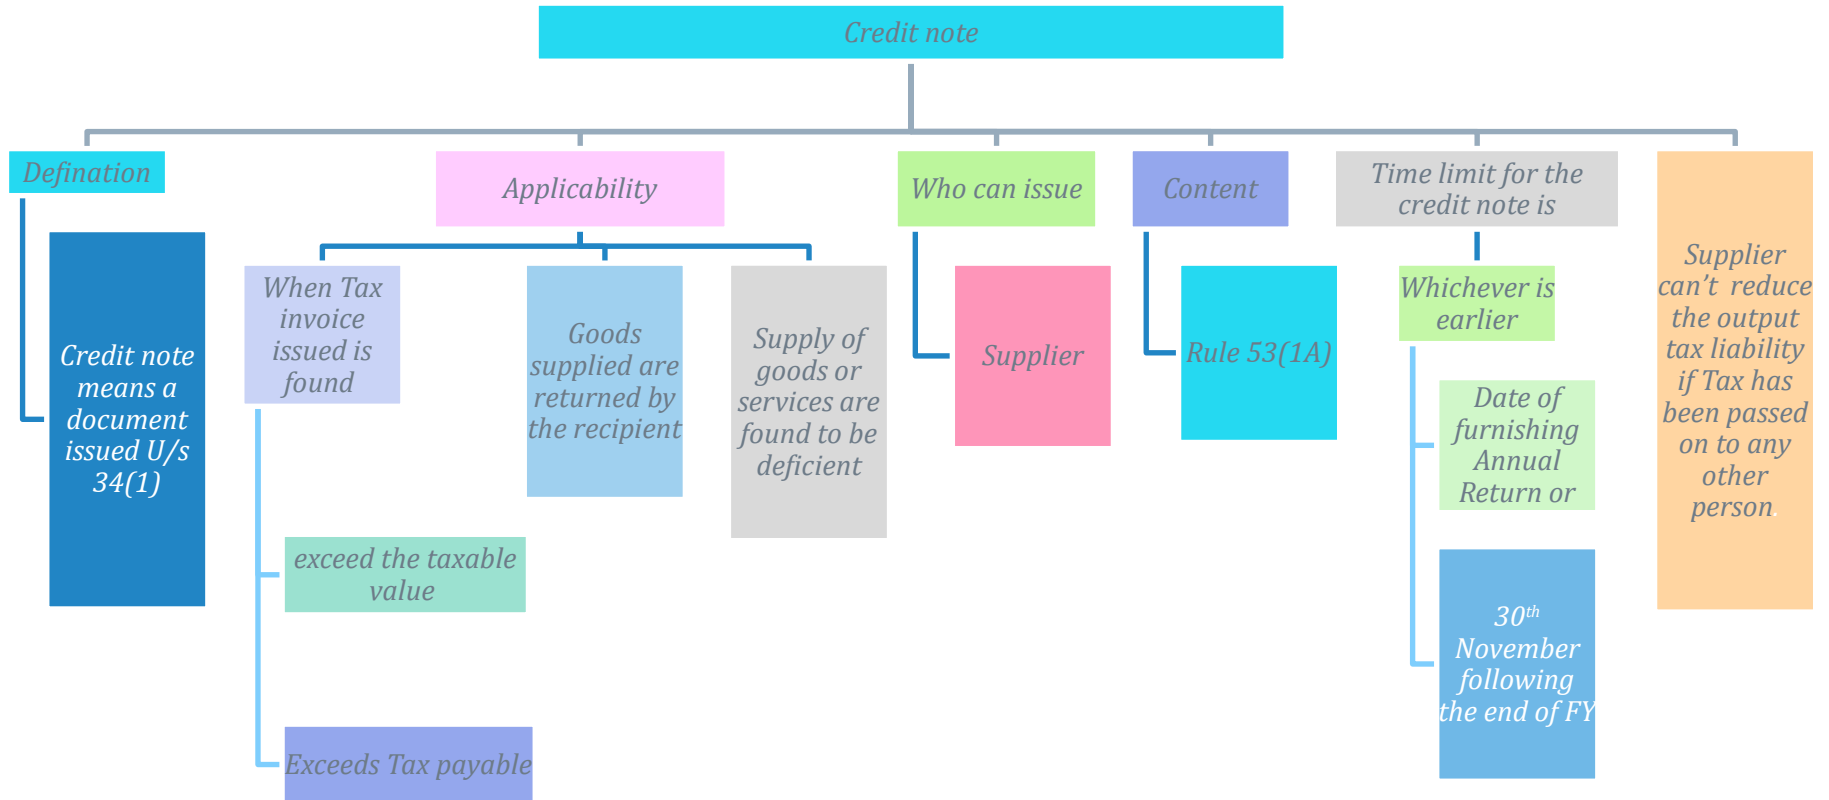 Credit note
Defination
Credit note
means a
document
issued U/s
34(1)
Applicability
When Tax
invoice
issued is
found
exceed the taxable
value
Exceeds Tax payable
Goods
supplied are
returned by
the recipient
Supply of
goods or
services are
found to be
deficient
Who can issue
Supplier
Content
Rule 53(1A)
Time limit for the
credit note is
Whichever is
earlier
Date of
furnishing
Annual
Return or
30th
November
following
the end of FY
Supplier
can’t reduce
the output
tax liability
if Tax has
been passed
on to any
other
person.